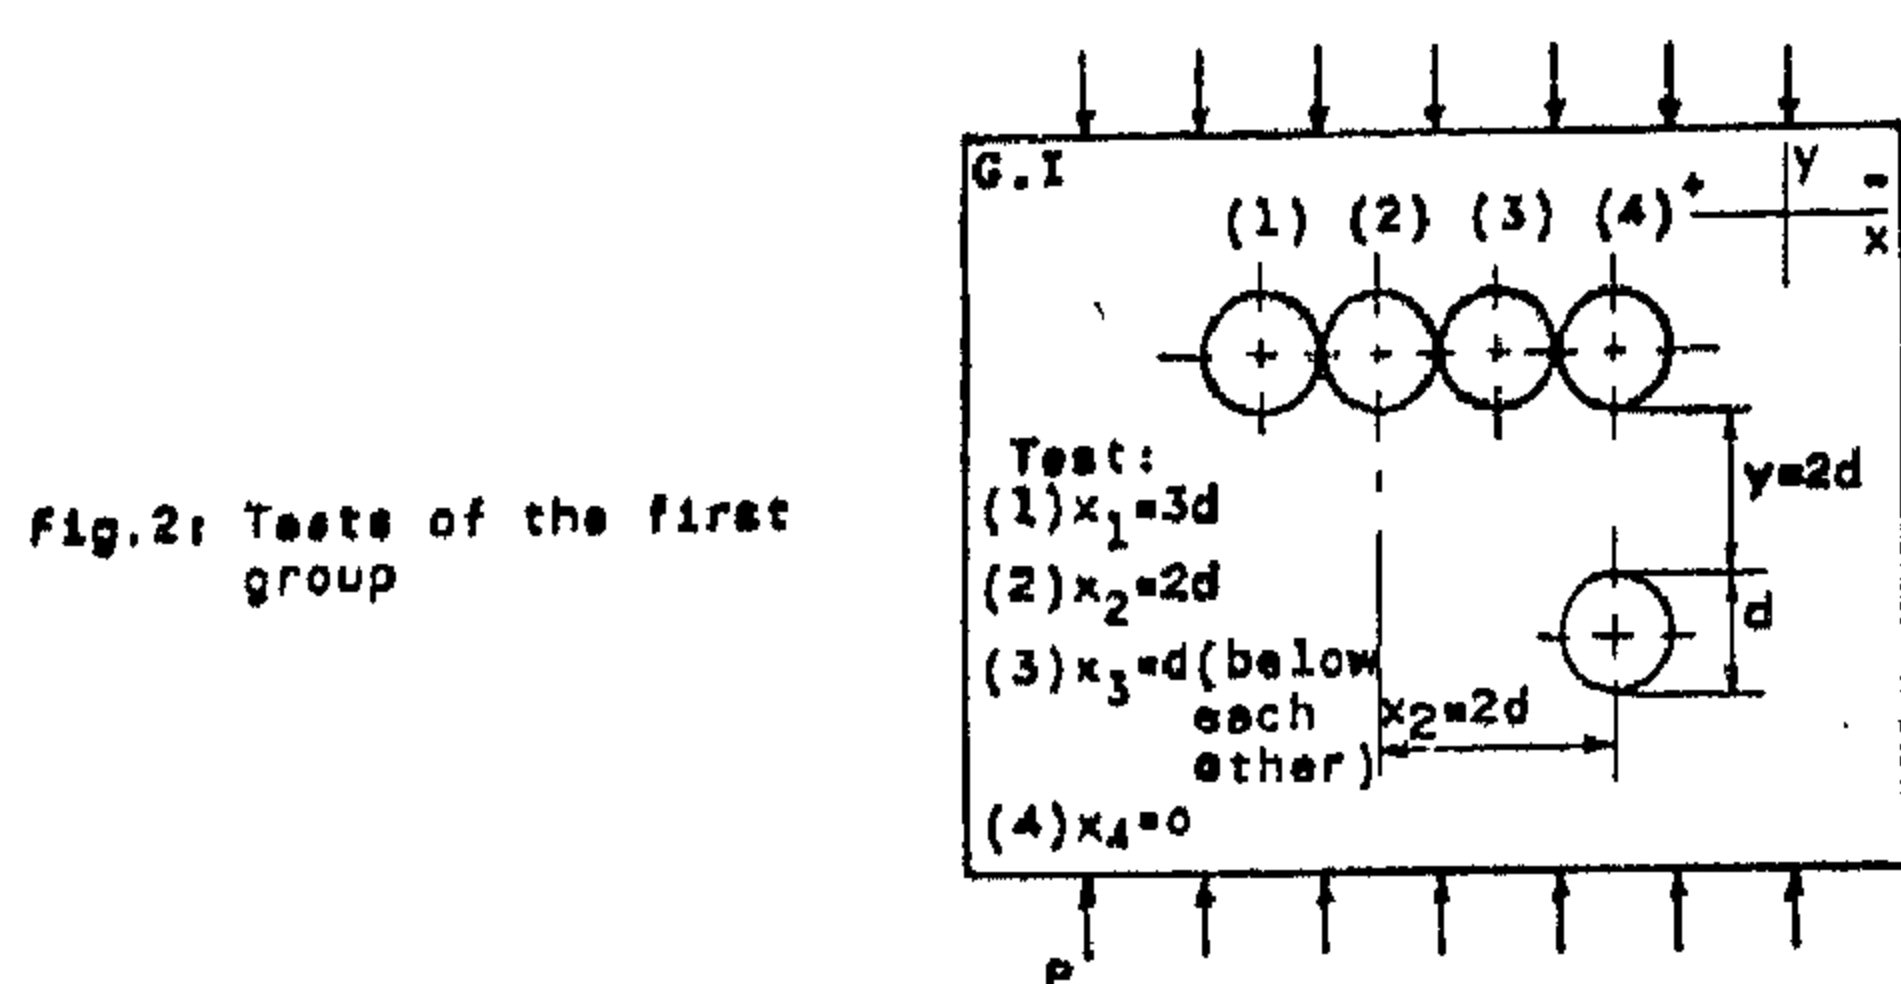 G.I
y
-
(1) (2) (3) (4) +
x
Test:
y=2d
(1)x₁=3d
Fig.2: Tests of the first
group
(2)x₂=2d
d
(3)x₃=d(below
each
other)
x₂=2d
(4)x₄=o
P